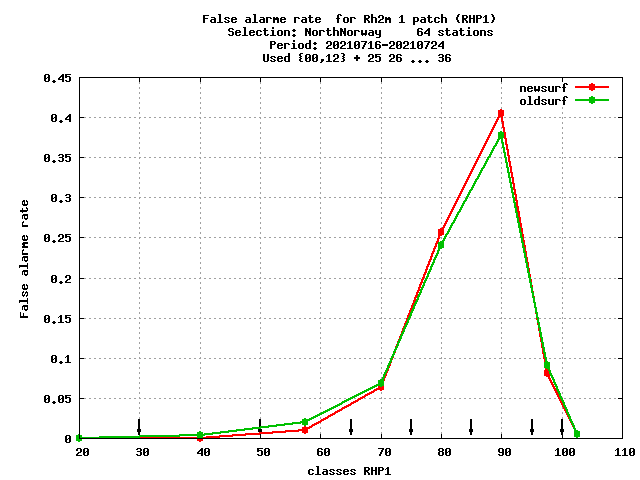 False alarme rate  for Rh2m 1 patch (RHP1)
Selection: NorthNorway     64 stations
Period: 20210716-20210724
Used {00,12} + 25 26 ... 36
newsurf
oldsurf
False alarme rate
0.45
0.4
0.35
0.3
0.25
0.2
0.15
0.1
0.05
0
20 30 40 50 60 70 80 90 100 110
classes RHP1